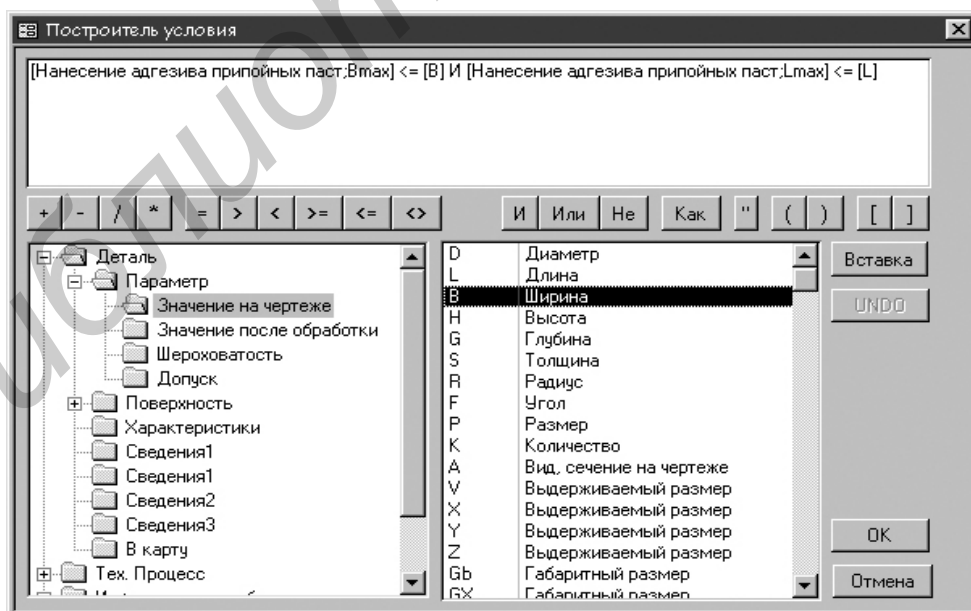 Построитель условия
[Нанесение адгезива припойных паст;Bmax] <= [B] И [Нанесение адгезива припойных паст;Lmax] <= [L]
+ - / * = > < >= <= <> И Или Не Как " ( ) [ ]
Деталь
Параметр
Значение на чертеже
Значение после обработки
Шероховатость
Допуск
Поверхность
Характеристики
Сведения1
Сведения1
Сведения2
Сведения3
В карту
Тех. Процесс
D Диаметр
L Длина
B Ширина
H Высота
G Глубина
S Толщина
R Радиус
F Угол
P Размер
K Количество
A Вид, сечение на чертеже
V Выдерживаемый размер
X Выдерживаемый размер
Y Выдерживаемый размер
Z Выдерживаемый размер
Gb Габаритный размер
GX Габаритный размер
Вставка
UNDO
OK
Отмена